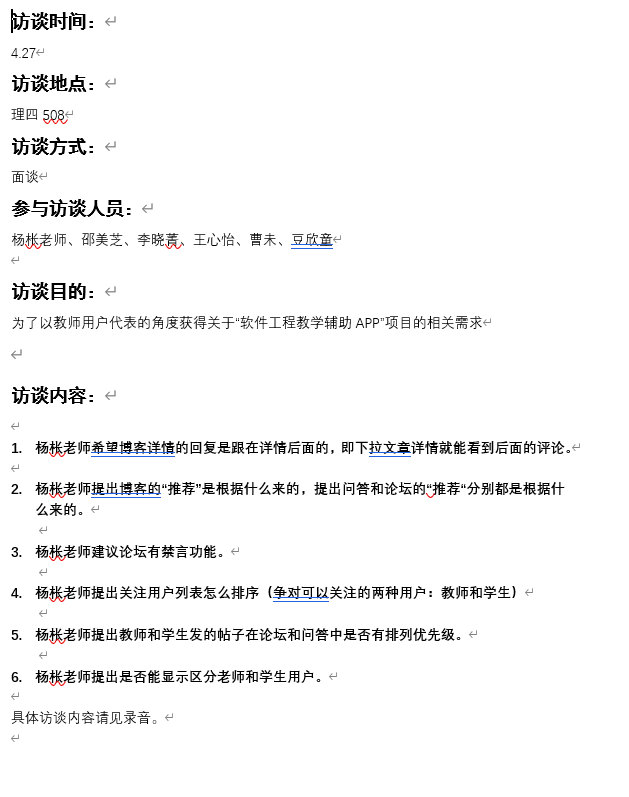 访谈时间：
4.27
访谈地点：
理四 508
访谈方式：
面谈
参与访谈人员：
杨枨老师、邵美芝、李晓菁、王心怡、曹未、豆欣童
访谈目的：
为了以教师用户代表的角度获得关于“软件工程教学辅助 APP”项目的相关需求
访谈内容：
1. 杨枨老师希望博客详情的回复是跟在详情后面的，即下拉文章详情就能看到后面的评论。
2. 杨枨老师提出博客的“推荐”是根据什么来的，提出问答和论坛的“推荐“分别都是根据什
么来的。
3. 杨枨老师建议论坛有禁言功能。
4. 杨枨老师提出关注用户列表怎么排序（争对可以关注的两种用户：教师和学生）
5. 杨枨老师提出教师和学生发的帖子在论坛和问答中是否有排列优先级。
6. 杨枨老师提出是否能显示区分老师和学生用户。
具体访谈内容请见录音。